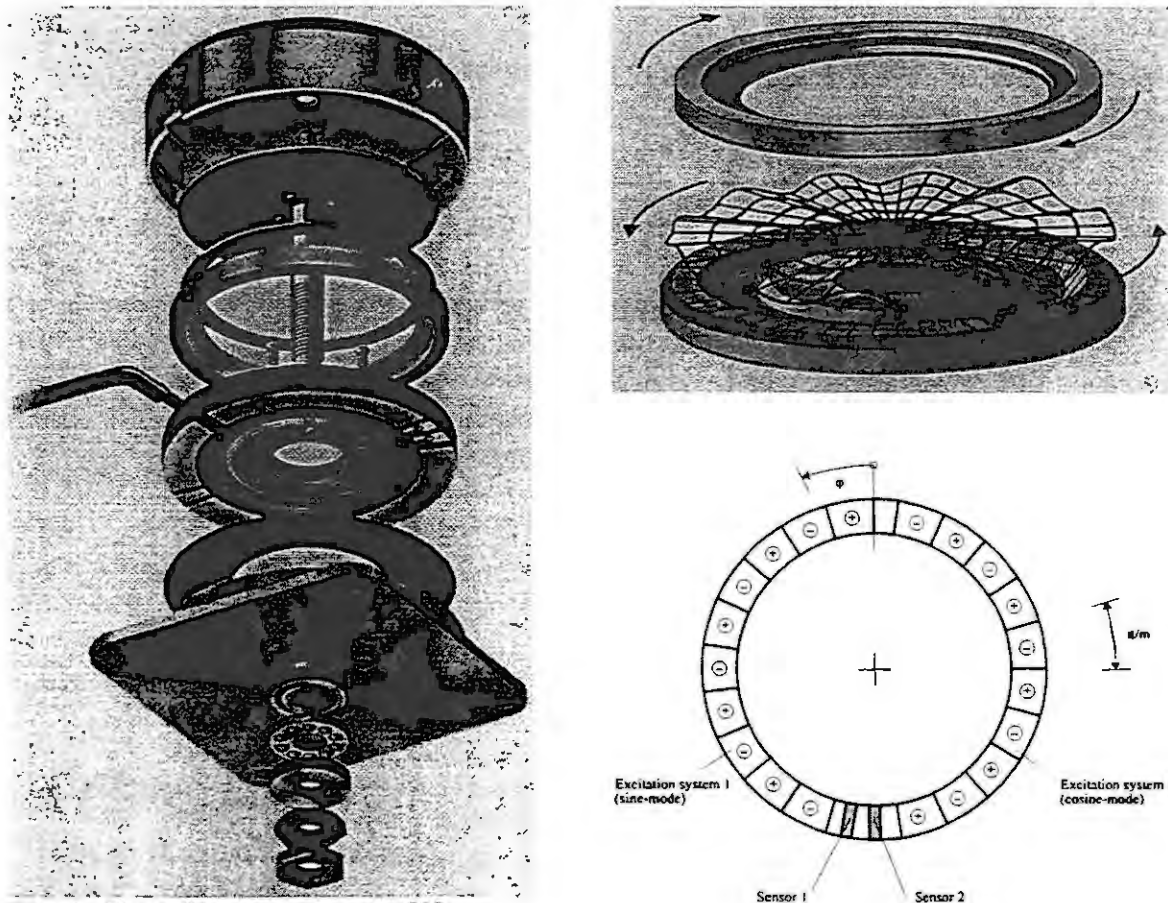 φ
π/m
Excitation system 1
(sine-mode)
Excitation system
(cosine-mode)
Sensor 1
Sensor 2